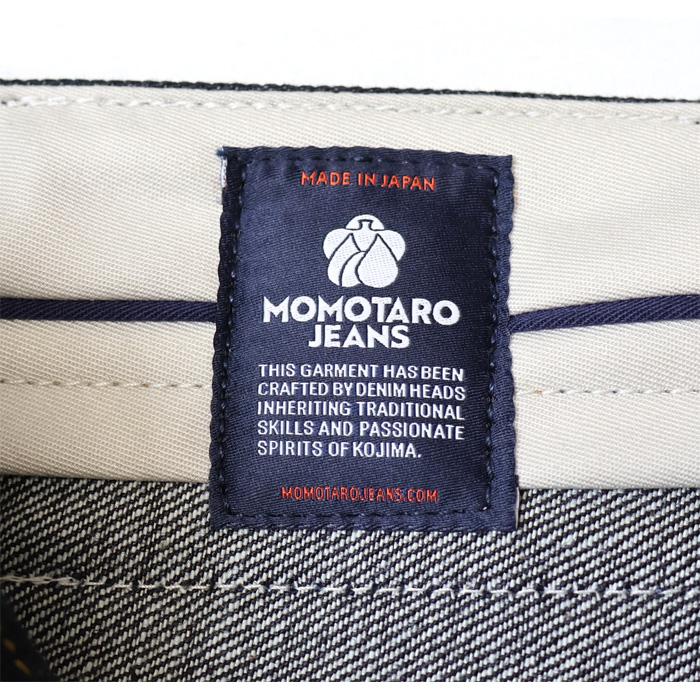 MADE IN JAPAN
MOMOTARO
JEANS
THIS GARMENT HAS BEEN
CRAFTED BY DENIM HEADS
INHERITING TRADITIONAL
SKILLS AND PASSIONATE
SPIRITS OF KOJIMA.
MOMOTAROJEANS.COM